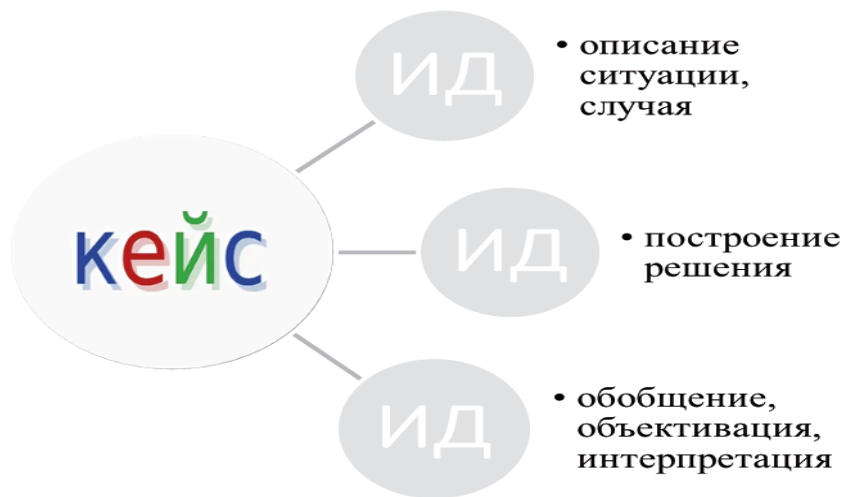 кейс
ИД
• описание
ситуации,
случая
ИД
• построение
решения
ИД
• обобщение,
объективация,
интерпретация